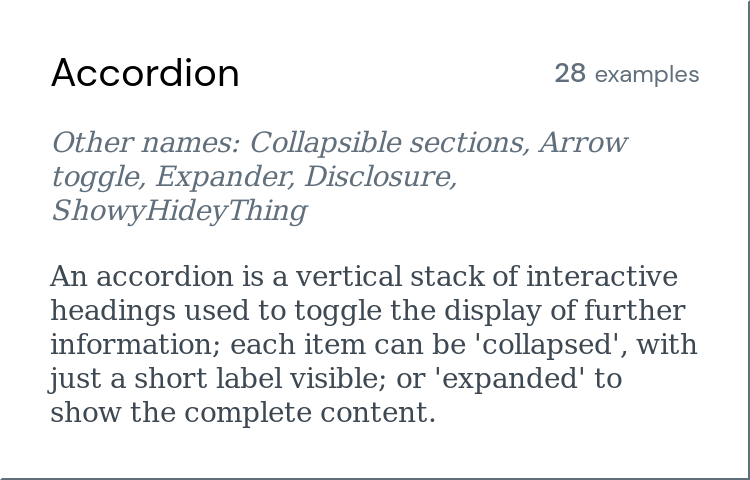 Accordion
28 examples
Other names: Collapsible sections, Arrow
toggle, Expander, Disclosure,
ShowyHideyThing
An accordion is a vertical stack of interactive
headings used to toggle the display of further
information; each item can be 'collapsed', with
just a short label visible; or 'expanded' to
show the complete content.